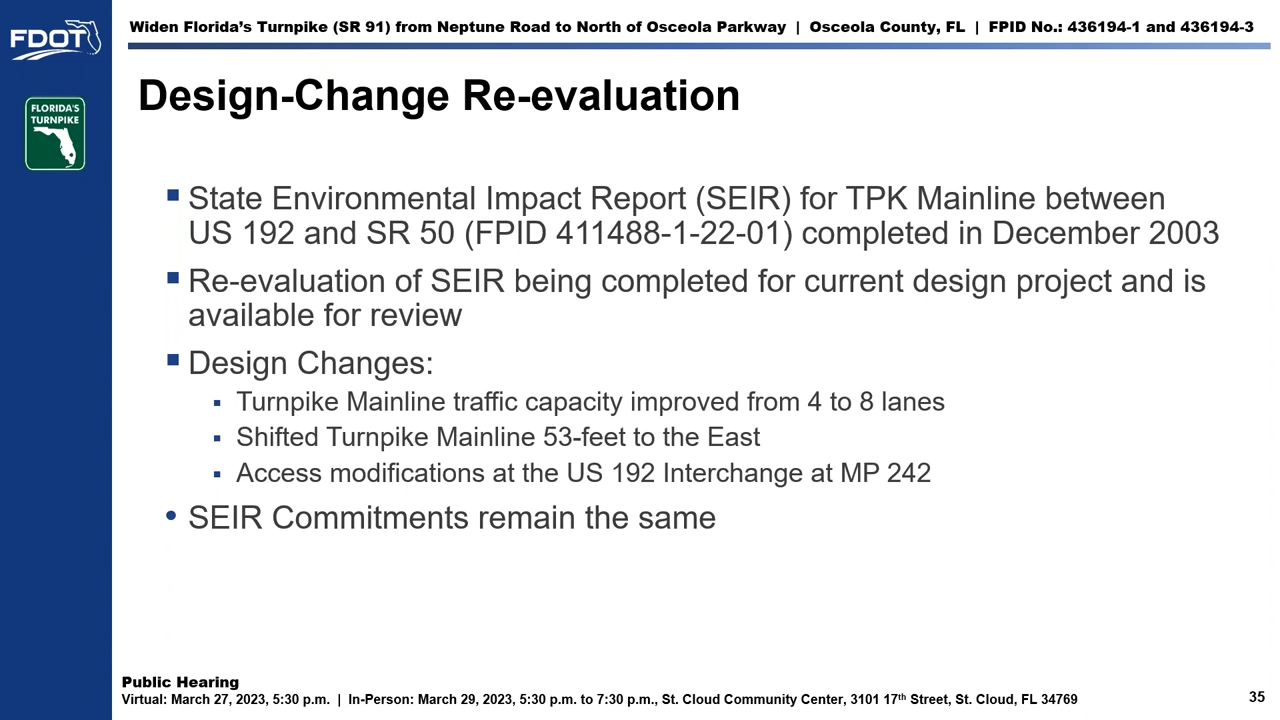 FDOT
Widen Florida’s Turnpike (SR 91) from Neptune Road to North of Osceola Parkway | Osceola County, FL | FPID No.: 436194-1 and 436194-3
FLORIDA'S
TURNPIKE
Design-Change Re-evaluation
▪ State Environmental Impact Report (SEIR) for TPK Mainline between
US 192 and SR 50 (FPID 411488-1-22-01) completed in December 2003
▪ Re-evaluation of SEIR being completed for current design project and is
available for review
▪ Design Changes:
▪ Turnpike Mainline traffic capacity improved from 4 to 8 lanes
▪ Shifted Turnpike Mainline 53-feet to the East
▪ Access modifications at the US 192 Interchange at MP 242
• SEIR Commitments remain the same
Public Hearing
Virtual: March 27, 2023, 5:30 p.m. | In-Person: March 29, 2023, 5:30 p.m. to 7:30 p.m., St. Cloud Community Center, 3101 17th Street, St. Cloud, FL 34769
35